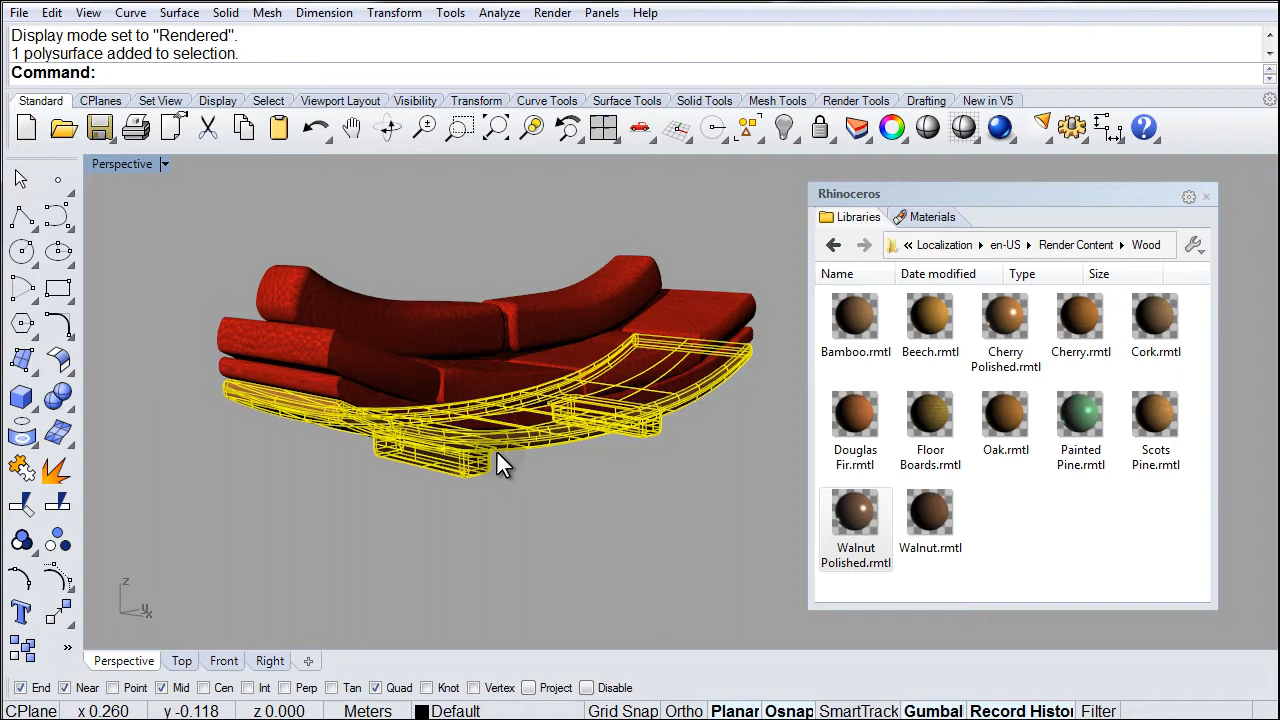 File Edit View Curve Surface Solid Mesh Dimension Transform Tools Analyze Render Panels Help
Display mode set to "Rendered".
1 polysurface added to selection.
Command:
Standard CPlanes Set View Display Select Viewport Layout Visibility Transform Curve Tools Surface Tools Solid Tools Mesh Tools Render Tools Drafting New in V5
Perspective
Rhinoceros
Libraries Materials
« Localization en-US Render Content Wood
Name Date modified Type Size
Bamboo.rmtl Beech.rmtl Cherry Polished.rmtl Cherry.rmtl Cork.rmtl
Douglas Fir.rmtl Floor Boards.rmtl Oak.rmtl Painted Pine.rmtl Scots Pine.rmtl
Walnut Polished.rmtl Walnut.rmtl
z
y
x
Perspective Top Front Right
End Near Point Mid Cen Int Perp Tan Quad Knot Vertex Project Disable
CPlane x 0.260 y -0.118 z 0.000 Meters Default Grid Snap Ortho Planar Osnap SmartTrack Gumbal Record Histo Filter